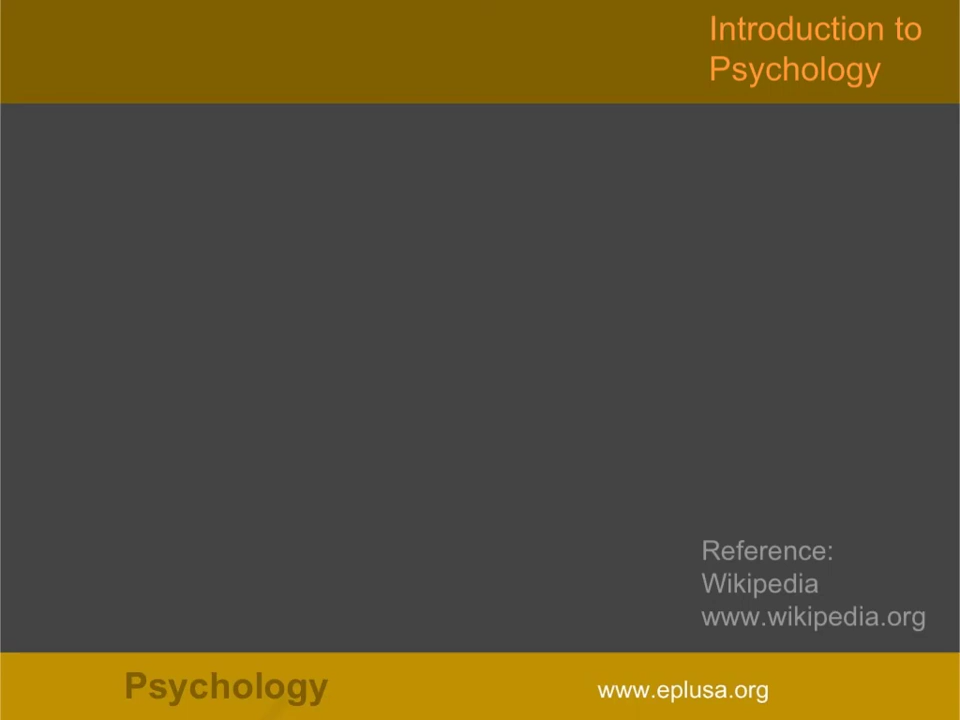 Introduction to
Psychology
Reference:
Wikipedia
www.wikipedia.org
Psychology
www.eplusa.org